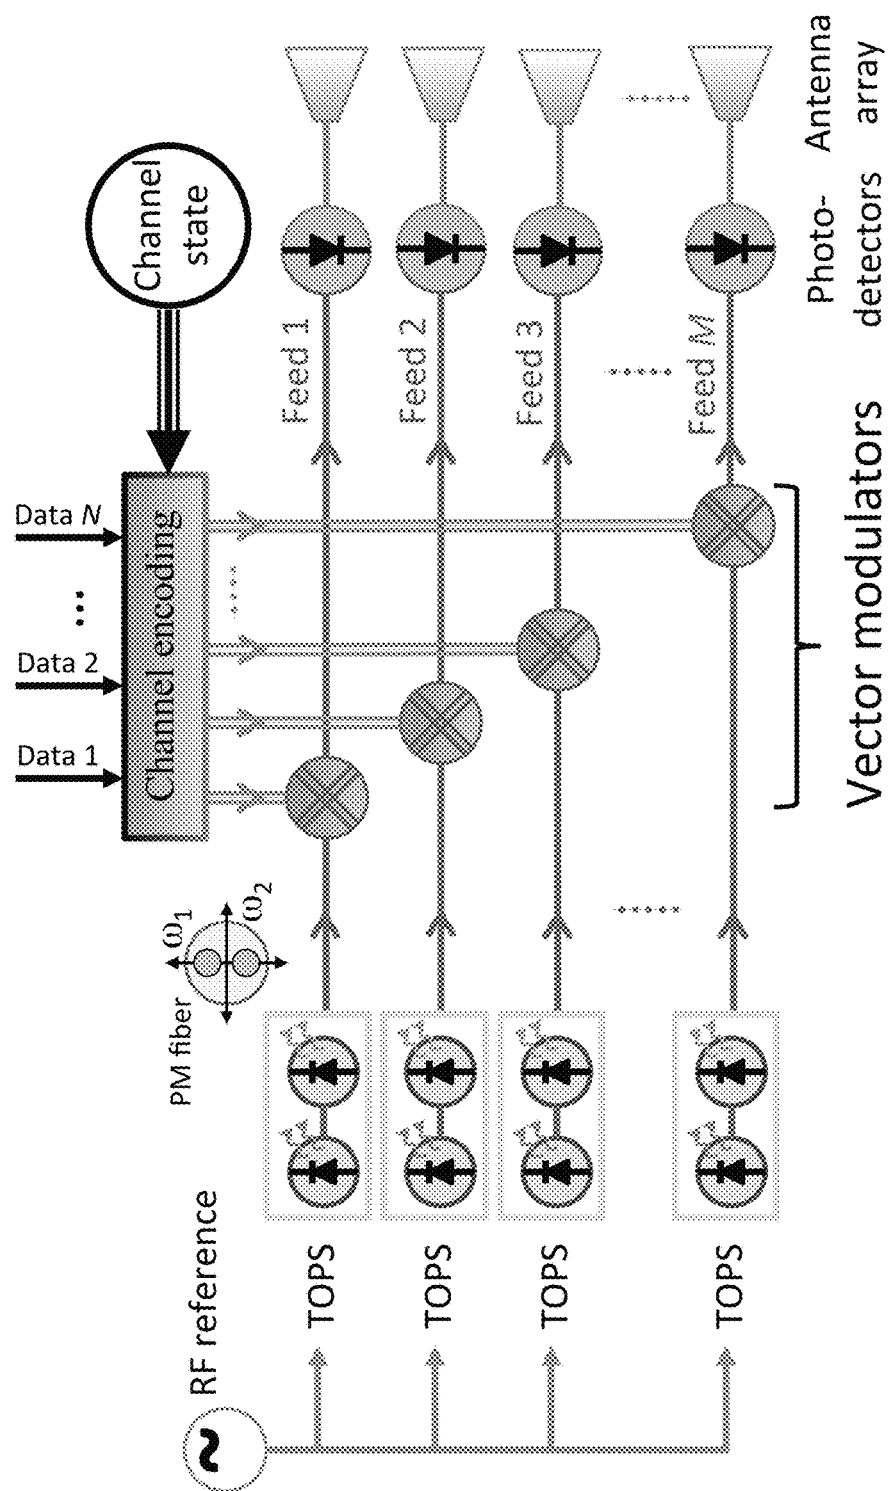 Data 1
Data 2
...
Data N
Channel encoding
Channel
state
PM fiber
ω1
ω2
RF reference
TOPS
TOPS
TOPS
TOPS
Feed 1
Feed 2
Feed 3
Feed M
Vector modulators
Photo-
detectors
Antenna
array